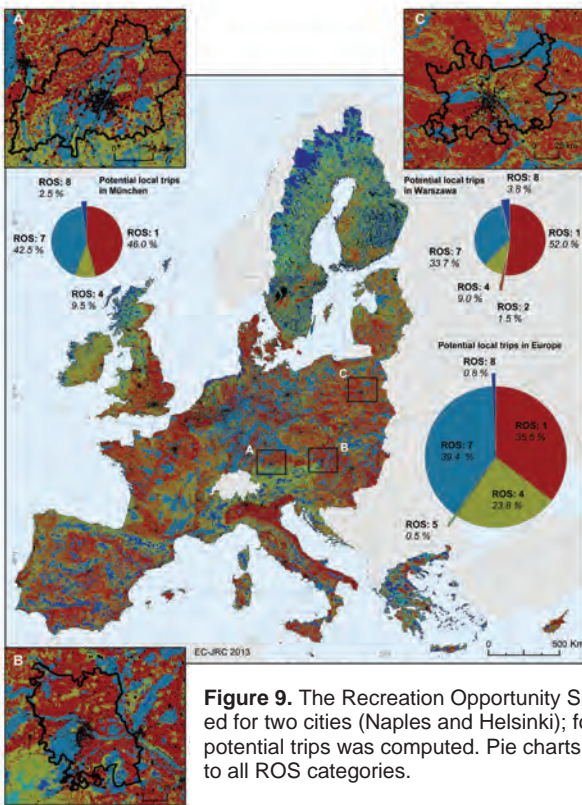 A
C
ROS: 8
2.5 %
Potential local trips
in München
ROS: 7
42.5 %
ROS: 1
46.0 %
ROS: 4
9.5 %
Potential local trips
in Warszawa
ROS: 8
3.8 %
ROS: 7
33.7 %
ROS: 1
52.0 %
ROS: 4
9.0 %
ROS: 2
1.5 %
Potential local trips in Europe
ROS: 8
0.8 %
ROS: 7
39.4 %
ROS: 1
35.5 %
ROS: 4
23.8 %
ROS: 5
0.5 %
C
A
B
EC-JRC 2013
0
500 Km
B
Figure 9. The Recreation Opportunity S
ed for two cities (Naples and Helsinki); fo
potential trips was computed. Pie charts
to all ROS categories.